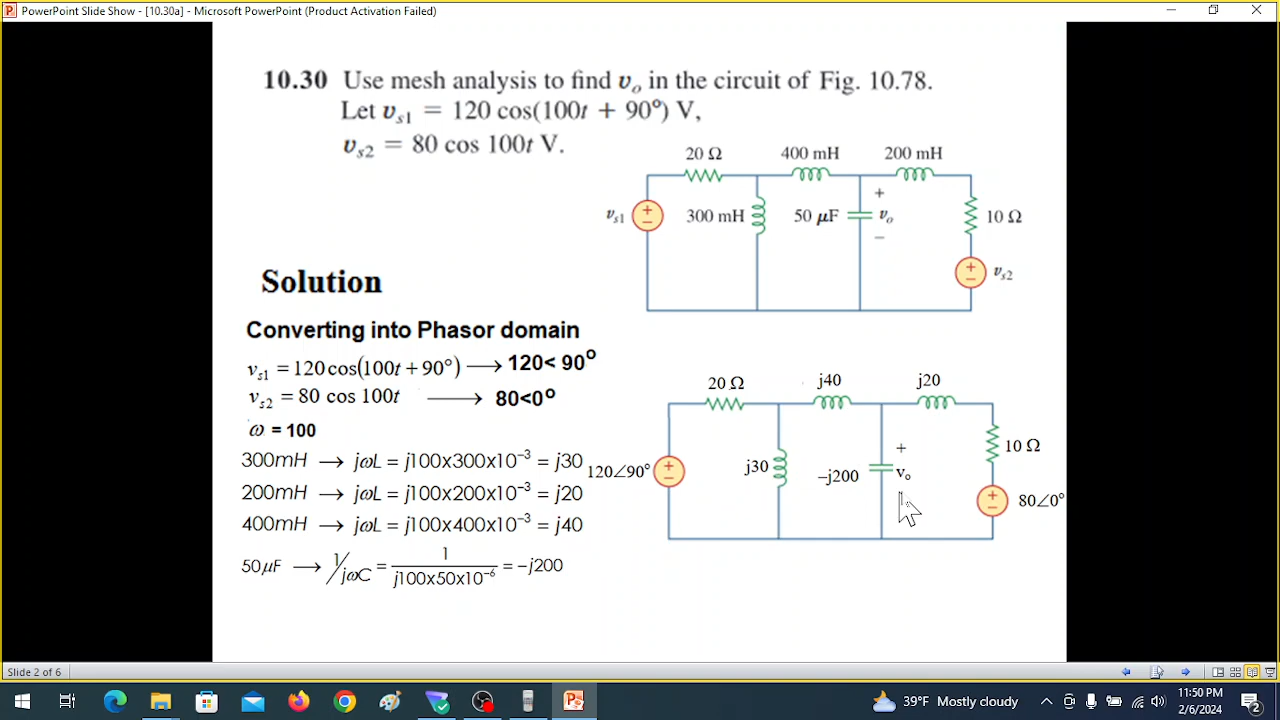 PowerPoint Slide Show - [10.30a] - Microsoft PowerPoint (Product Activation Failed)
10.30 Use mesh analysis to find vₒ in the circuit of Fig. 10.78.
Let vₛ₁ = 120 cos(100t + 90°) V,
vₛ₂ = 80 cos 100t V.
20 Ω 400 mH 200 mH
vₛ₁ + − 300 mH 50 μF + vₒ − 10 Ω
+ − vₛ₂
Solution
Converting into Phasor domain
vₛ₁ = 120 cos(100t + 90°) ⟶ 120< 90°
vₛ₂ = 80 cos 100t ⟶ 80<0°
ω = 100
300mH → jωL = j100x300x10⁻³ = j30
200mH → jωL = j100x200x10⁻³ = j20
400mH → jωL = j100x400x10⁻³ = j40
50μF → 1/jωC = 1/j100x50x10⁻⁶ = −j200
20 Ω j40 j20
120∠90° + − j30 −j200 + vₒ 10 Ω
+ − 80∠0°
Slide 2 of 6
39°F Mostly cloudy
11:50 PM
2/6/2024
2